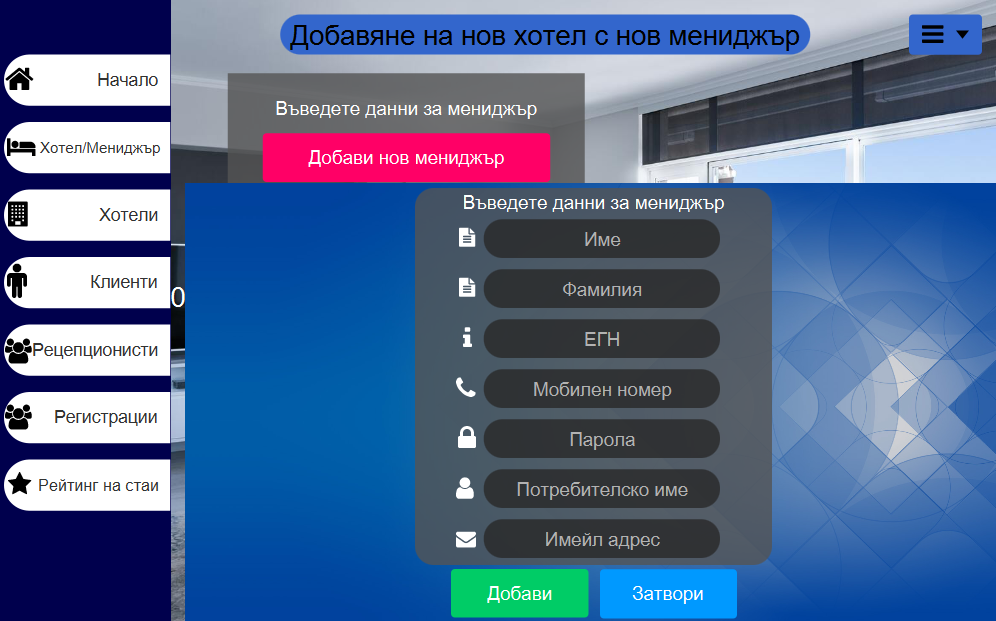 Добавяне на нов хотел с нов мениджър
Начало
Хотел/Мениджър
Хотели
Клиенти
Рецепционисти
Регистрации
Рейтинг на стаи
Въведете данни за мениджър
Добави нов мениджър
0
Въведете данни за мениджър
Име
Фамилия
ЕГН
Мобилен номер
Парола
Потребителско име
Имейл адрес
Добави
Затвори